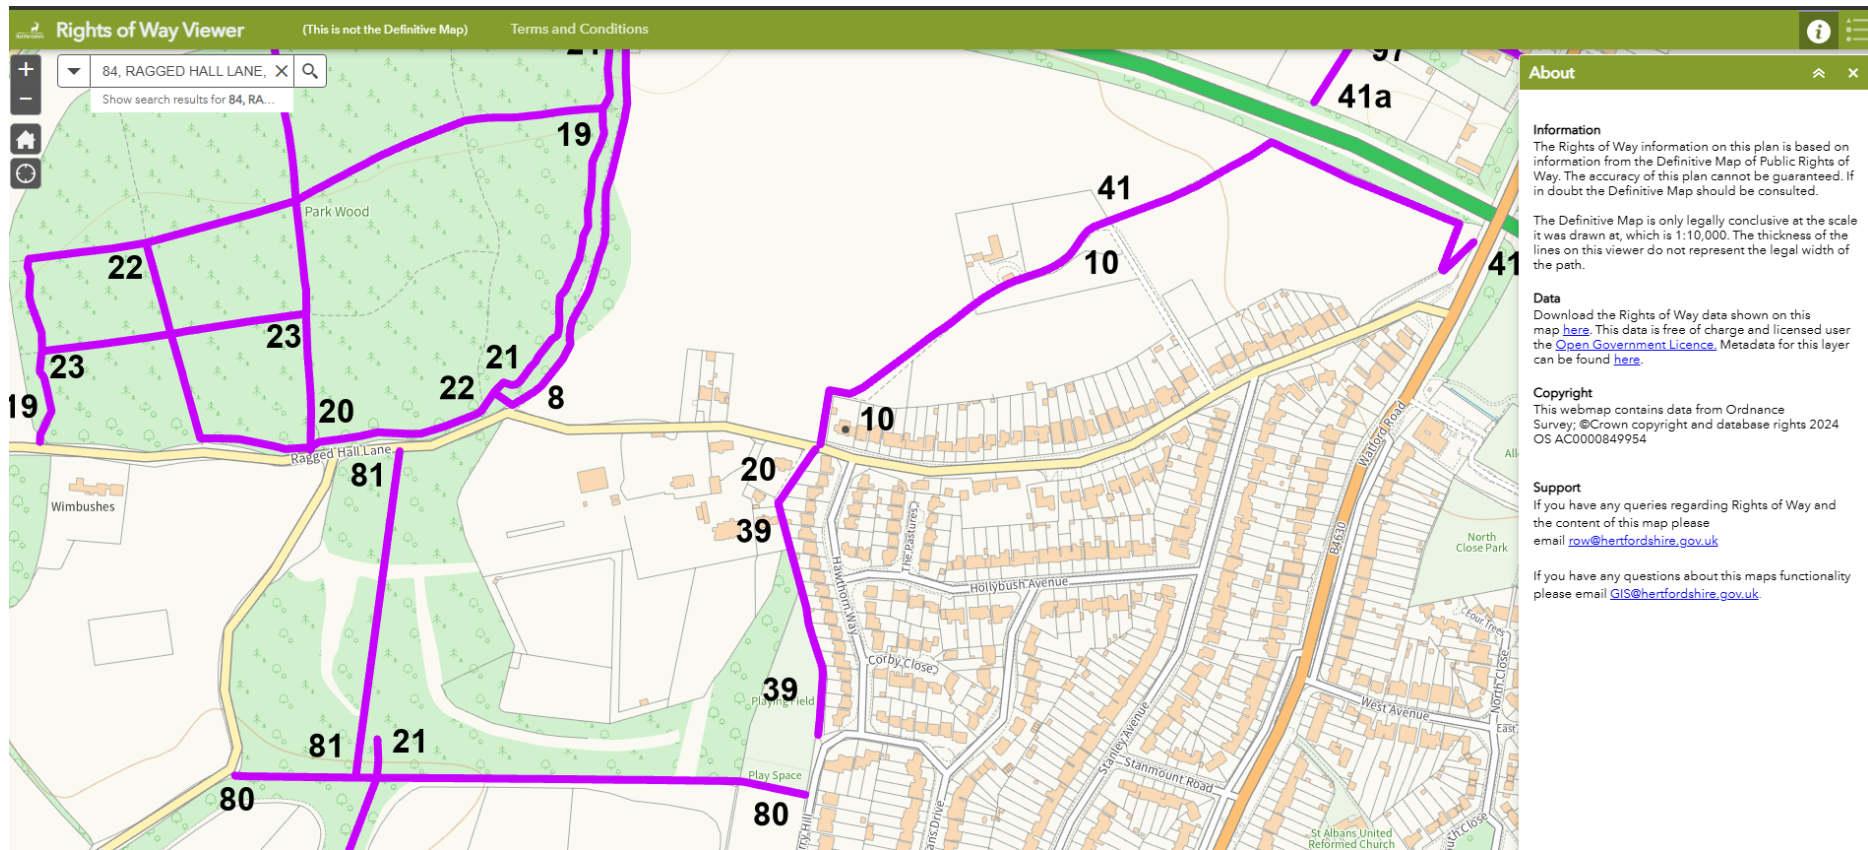 Rights of Way Viewer
(This is not the Definitive Map)
Terms and Conditions
84, RAGGED HALL LANE,
Show search results for 84, RA...
41a
19
41
Park Wood
22
10
41
23
23
21
22
8
19
20
10
Ragged Hall Lane
81
20
Wimbushes
39
The Pastures
Watford Road
B4630
North
Close Park
Hawthorn Way
Hollybush Avenue
Corby Close
Four Trees
39
Playing Field
West Avenue
North Close
East
81
21
Stanley Avenue
Play Space
Stanmount Road
80
80
St Albans United
Reformed Church
About
Information
The Rights of Way information on this plan is based on
information from the Definitive Map of Public Rights of
Way. The accuracy of this plan cannot be guaranteed. If
in doubt the Definitive Map should be consulted.
The Definitive Map is only legally conclusive at the scale
it was drawn at, which is 1:10,000. The thickness of the
lines on this viewer do not represent the legal width of
the path.
Data
Download the Rights of Way data shown on this
map here. This data is free of charge and licensed user
the Open Government Licence. Metadata for this layer
can be found here.
Copyright
This webmap contains data from Ordnance
Survey; ©Crown copyright and database rights 2024
OS AC0000849954
Support
If you have any queries regarding Rights of Way and
the content of this map please
email row@hertfordshire.gov.uk
If you have any questions about this maps functionality
please email GIS@hertfordshire.gov.uk.